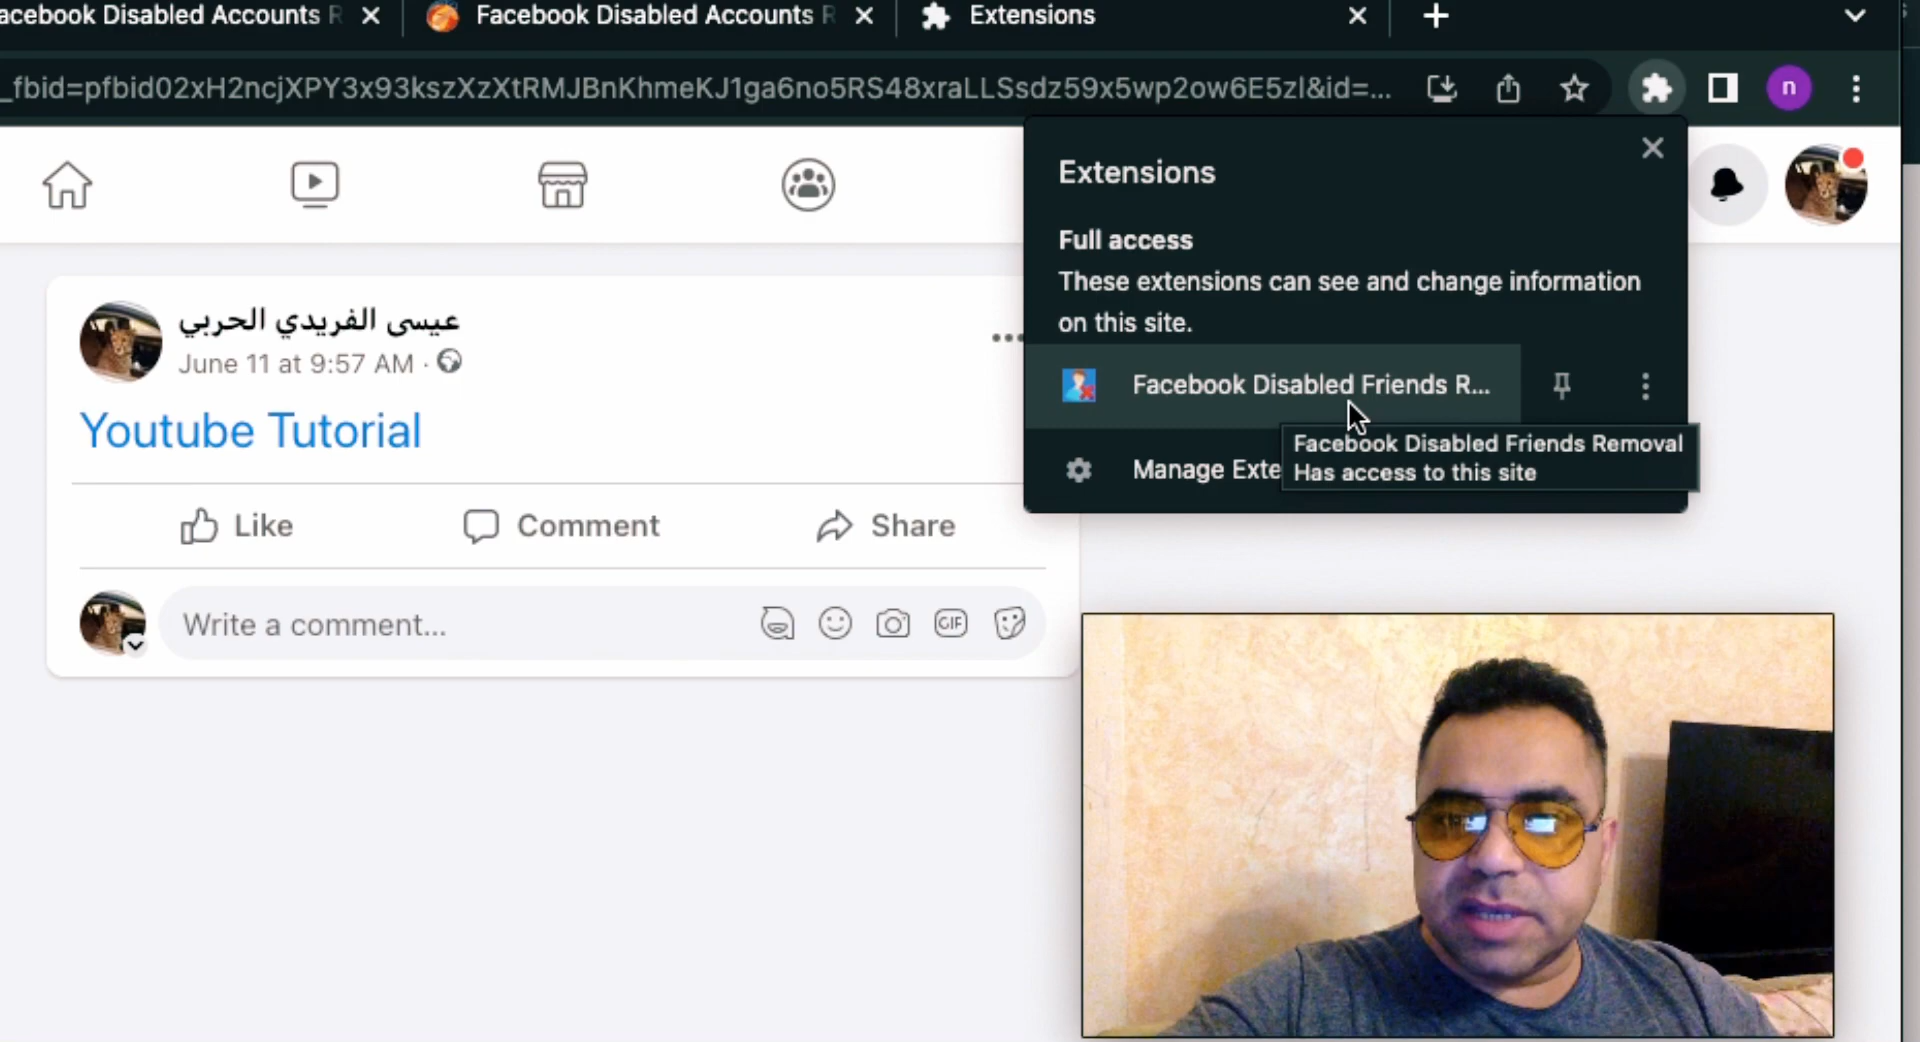 acebook Disabled Accounts R
Facebook Disabled Accounts R
Extensions
_fbid=pfbid02xH2ncjXPY3x93kszXzXtRMJBnKhmeKJ1ga6no5RS48xraLLSsdz59x5wp2ow6E5zl&id=...
n
Extensions
Full access
These extensions can see and change information
on this site.
Facebook Disabled Friends R...
Facebook Disabled Friends Removal
Has access to this site
Manage Exte
عيسى الفريدي الحربي
June 11 at 9:57 AM ·
Youtube Tutorial
Like
Comment
Share
Write a comment...
GIF